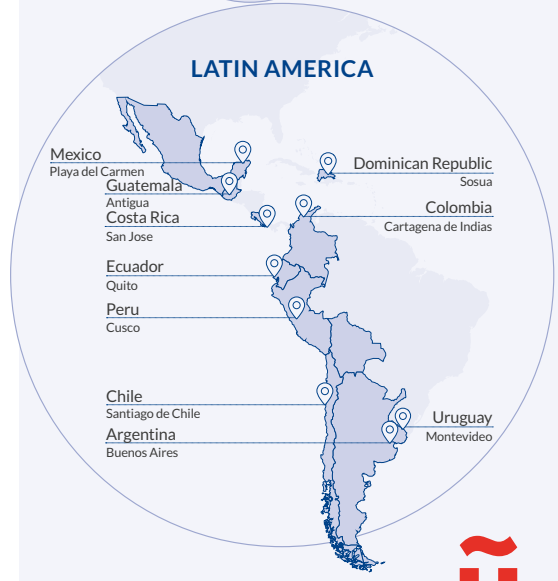 LATIN AMERICA
Mexico
Playa del Carmen
Guatemala
Antigua
Costa Rica
San Jose
Ecuador
Quito
Peru
Cusco
Chile
Santiago de Chile
Argentina
Buenos Aires
Dominican Republic
Sosua
Colombia
Cartagena de Indias
Uruguay
Montevideo